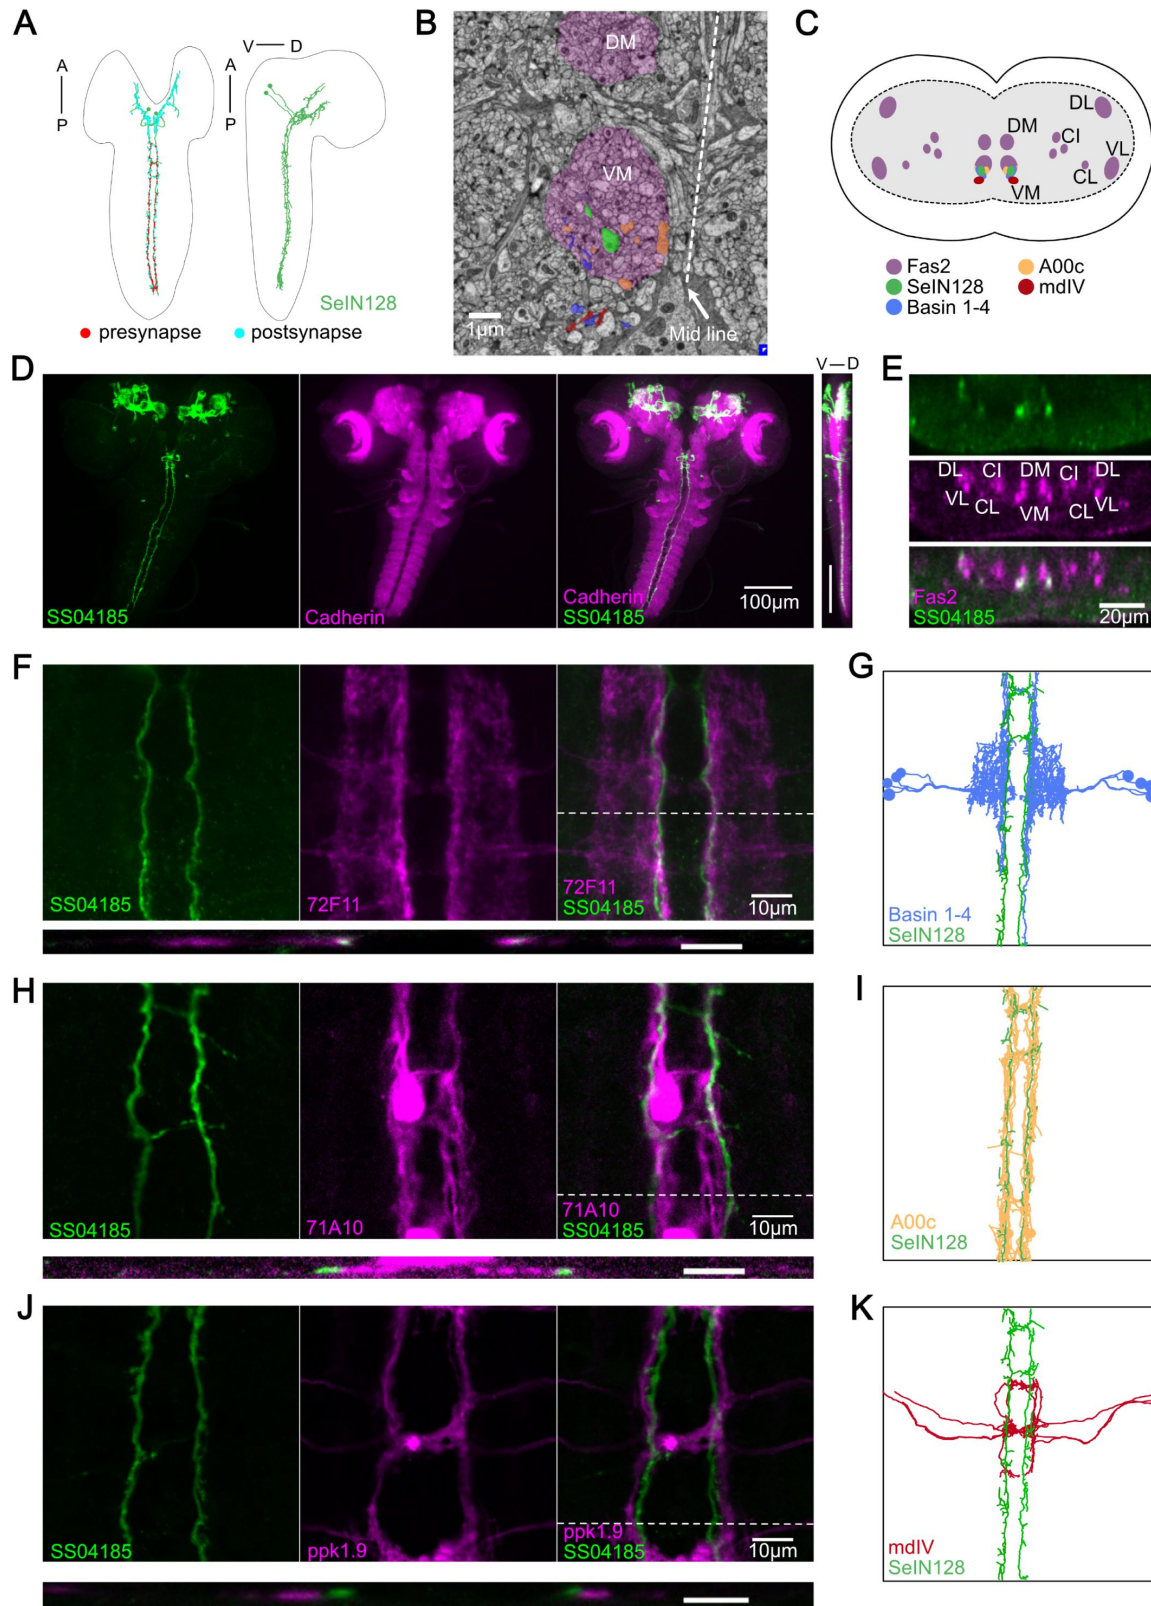 A
V — D
A
P
A
P
SeIN128
presynapse
postsynapse
B
DM
VM
1µm
Mid line
C
DL
DM
CI
VL
CL
VM
Fas2
SeIN128
Basin 1-4
A00c
mdIV
D
V — D
SS04185
Cadherin
Cadherin
SS04185
100µm
E
DL CI DM CI DL
VL CL VM CL VL
Fas2
SS04185
20µm
F
SS04185
72F11
72F11
SS04185
10µm
G
Basin 1-4
SeIN128
H
SS04185
71A10
71A10
SS04185
10µm
I
A00c
SeIN128
J
SS04185
ppk1.9
ppk1.9
SS04185
10µm
K
mdIV
SeIN128